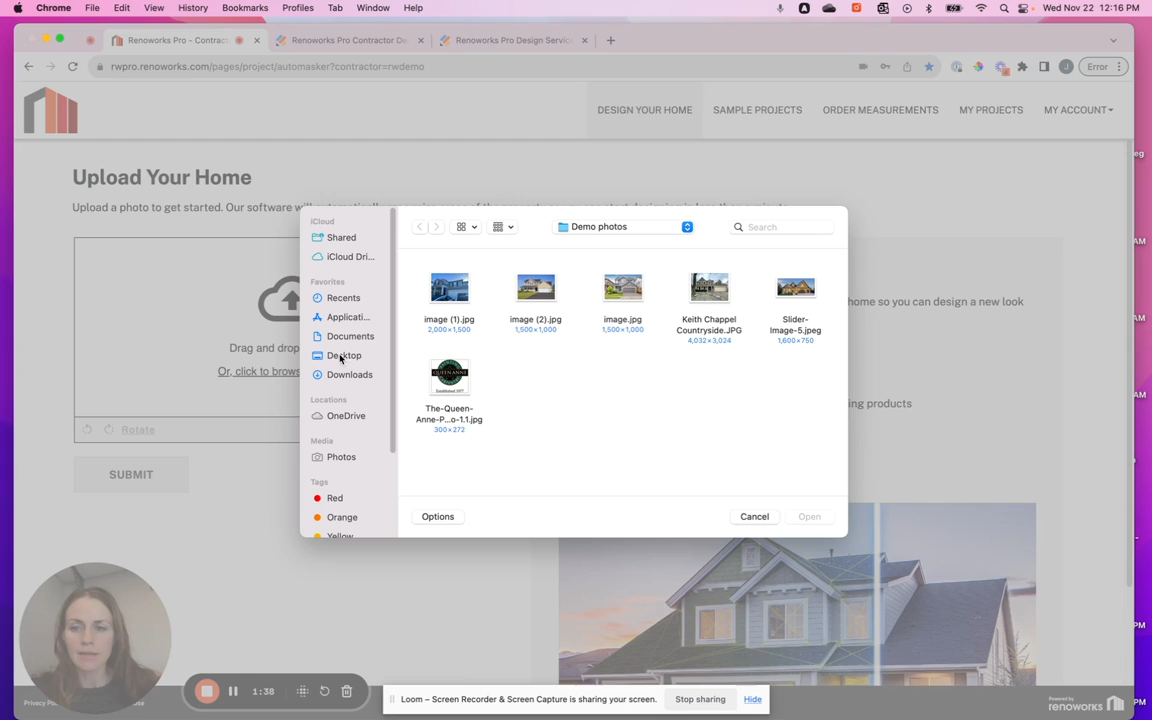 Chrome File Edit View History Bookmarks Profiles Tab Window Help Wed Nov 22 12:16 PM
Renoworks Pro - Contrac
Renoworks Pro Contractor De
Renoworks Pro Design Servic
rwpro.renoworks.com/pages/project/automasker?contractor=rwdemo
J
Error
DESIGN YOUR HOME SAMPLE PROJECTS ORDER MEASUREMENTS MY PROJECTS MY ACCOUNT
Upload Your Home
Upload a photo to get started. Our software
Drag and drop
Or, click to brows
Rotate
SUBMIT
home so you can design a new look
ing products
iCloud
Shared
iCloud Dri...
Favorites
Recents
Applicati...
Documents
Desktop
Downloads
Locations
OneDrive
Media
Photos
Tags
Red
Orange
Yellow
Demo photos
Search
image (1).jpg
2,000×1,500
image (2).jpg
1,500×1,000
image.jpg
1,500×1,000
Keith Chappel
Countryside.JPG
4,032×3,024
Slider-
Image-5.jpeg
1,600×750
QUEEN ANNE
The-Queen-
Anne-P...o-1.1.jpg
300×272
Options
Cancel
Open
1:38
Loom – Screen Recorder & Screen Capture is sharing your screen.
Stop sharing
Hide
Privacy
Powered by
renoworks